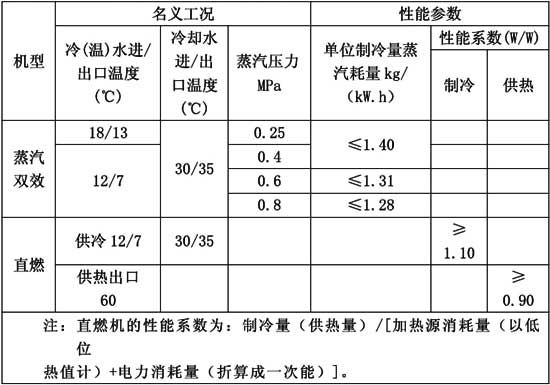 名义工况 性能参数
机型 冷(温)水进/出口温度(℃) 冷却水进/出口温度(℃) 蒸汽压力MPa 单位制冷量蒸汽耗量 kg/(kW.h) 性能系数(W/W)
制冷 供热
蒸汽双效 18/13 30/35 0.25 ≤1.40
12/7 0.4
0.6 ≤1.31
0.8 ≤1.28
直燃 供冷 12/7 30/35 ≥1.10
供热出口60 ≥0.90
注：直燃机的性能系数为：制冷量（供热量）/[加热源消耗量（以低
位
热值计）+电力消耗量（折算成一次能）]。